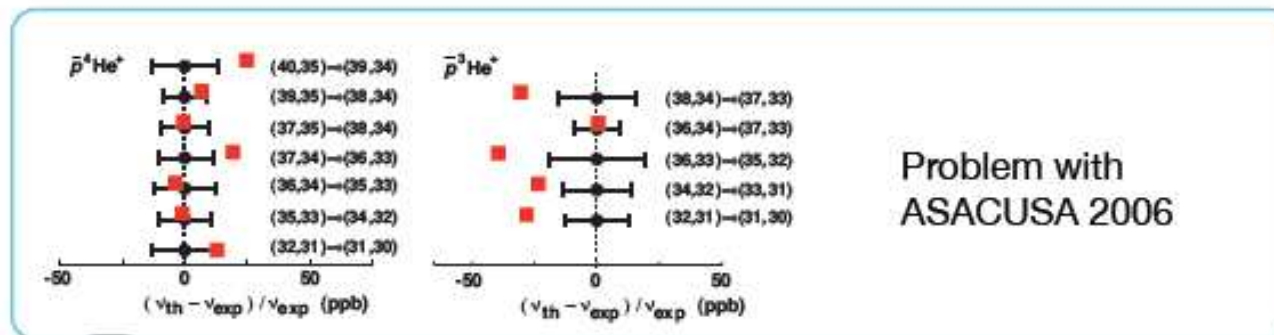 p̄⁴He⁺
(40,35)→(39,34)
(39,35)→(38,34)
(37,35)→(38,34)
(37,34)→(36,33)
(36,34)→(35,33)
(35,33)→(34,32)
(32,31)→(31,30)
-50 0 50
(νth – νexp) / νexp (ppb)
p̄³He⁺
(38,34)→(37,33)
(36,34)→(37,33)
(36,33)→(35,32)
(34,32)→(33,31)
(32,31)→(31,30)
-50 0 50
(νth – νexp) / νexp (ppb)
Problem with
ASACUSA 2006